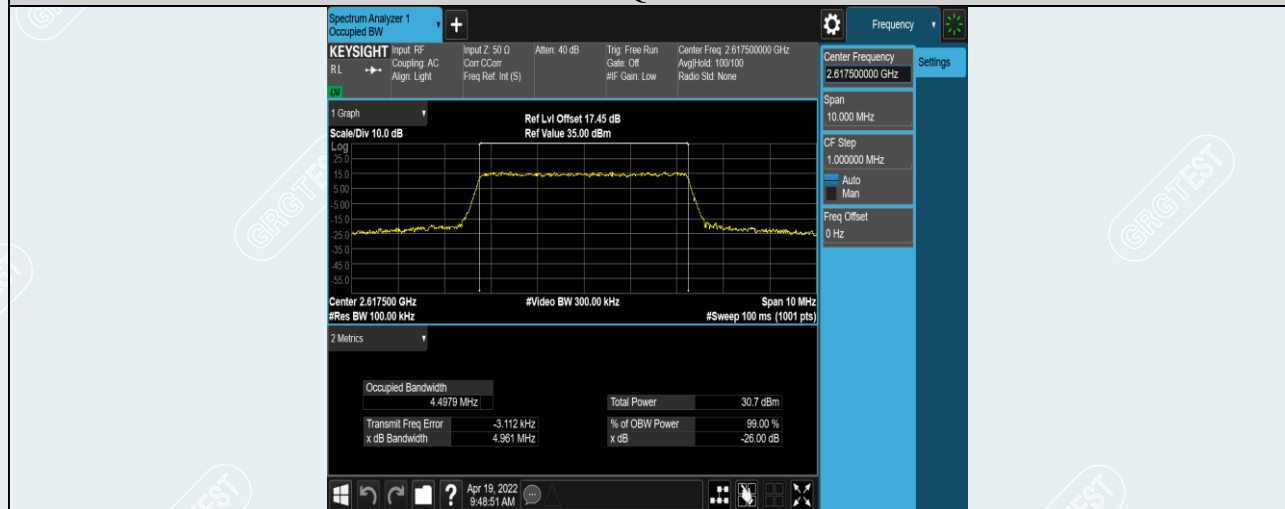 Spectrum Analyzer 1
Occupied BW
+
Frequency
KEYSIGHT
RL
LXI
Input: RF
Coupling: AC
Align: Light
Input Z: 50 Ω
Corr CCorr
Freq Ref: Int (S)
Atten: 40 dB
Trig: Free Run
Gate: Off
#IF Gain: Low
Center Freq: 2.617500000 GHz
Avg|Hold: 100/100
Radio Std: None
Center Frequency
2.617500000 GHz
Settings
Span
10.000 MHz
CF Step
1.000000 MHz
Auto
Man
Freq Offset
0 Hz
1 Graph
Scale/Div 10.0 dB
Ref Lvl Offset 17.45 dB
Ref Value 35.00 dBm
Log
25.0
15.0
5.00
-5.00
-15.0
-25.0
-35.0
-45.0
-55.0
Center 2.617500 GHz
#Video BW 300.00 kHz
Span 10 MHz
#Res BW 100.00 kHz
#Sweep 100 ms (1001 pts)
2 Metrics
Occupied Bandwidth
4.4979 MHz
Total Power 30.7 dBm
Transmit Freq Error -3.112 kHz
% of OBW Power 99.00 %
x dB Bandwidth 4.961 MHz
x dB -26.00 dB
?
Apr 19, 2022
9:48:51 AM
GRGTEST
GRGTEST